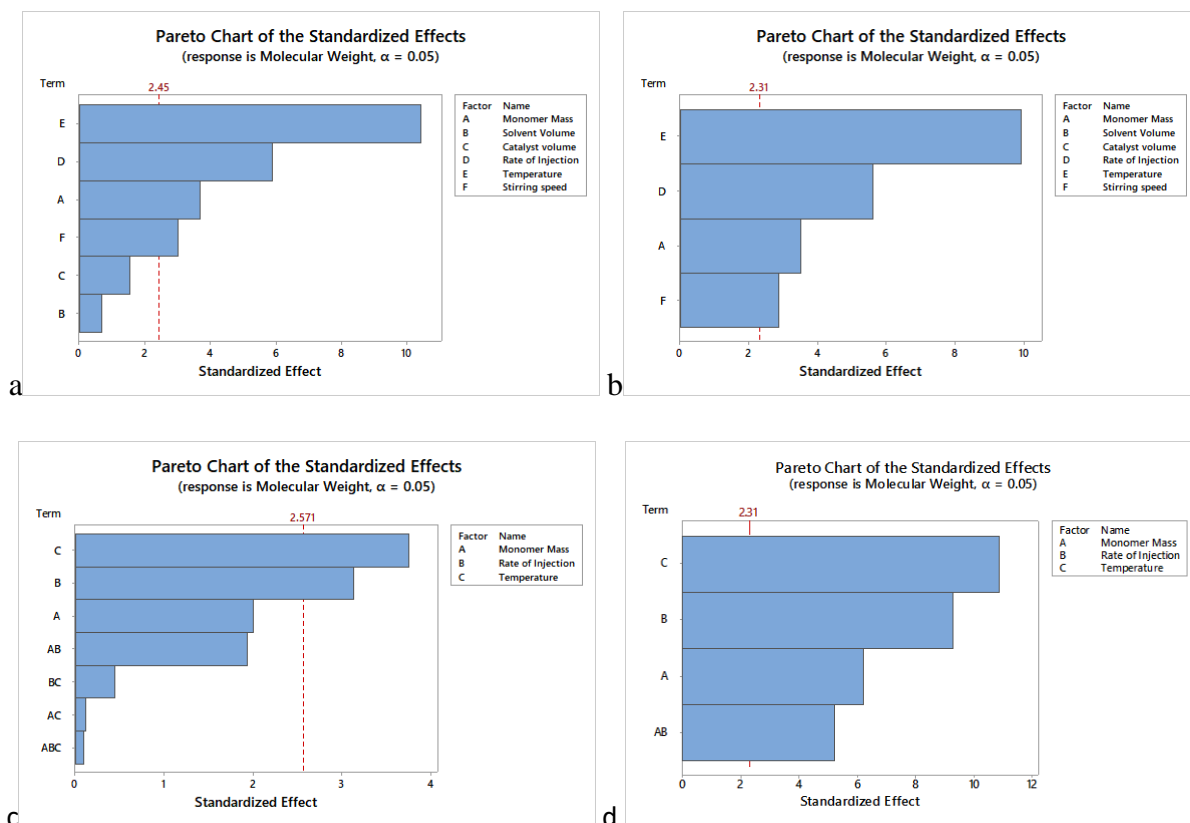 Pareto Chart of the Standardized Effects
(response is Molecular Weight, α = 0.05)
Term
2.45
E
D
A
F
C
B
0 2 4 6 8 10
Standardized Effect
Factor Name
A Monomer Mass
B Solvent Volume
C Catalyst volume
D Rate of Injection
E Temperature
F Stirring speed
a
Pareto Chart of the Standardized Effects
(response is Molecular Weight, α = 0.05)
Term
2.31
E
D
A
F
0 2 4 6 8 10
Standardized Effect
Factor Name
A Monomer Mass
B Solvent Volume
C Catalyst volume
D Rate of Injection
E Temperature
F Stirring speed
b
Pareto Chart of the Standardized Effects
(response is Molecular Weight, α = 0.05)
Term
2.571
C
B
A
AB
BC
AC
ABC
0 1 2 3 4
Standardized Effect
Factor Name
A Monomer Mass
B Rate of Injection
C Temperature
c
Pareto Chart of the Standardized Effects
(response is Molecular Weight, α = 0.05)
Term
2.31
C
B
A
AB
0 2 4 6 8 10 12
Standardized Effect
Factor Name
A Monomer Mass
B Rate of Injection
C Temperature
d